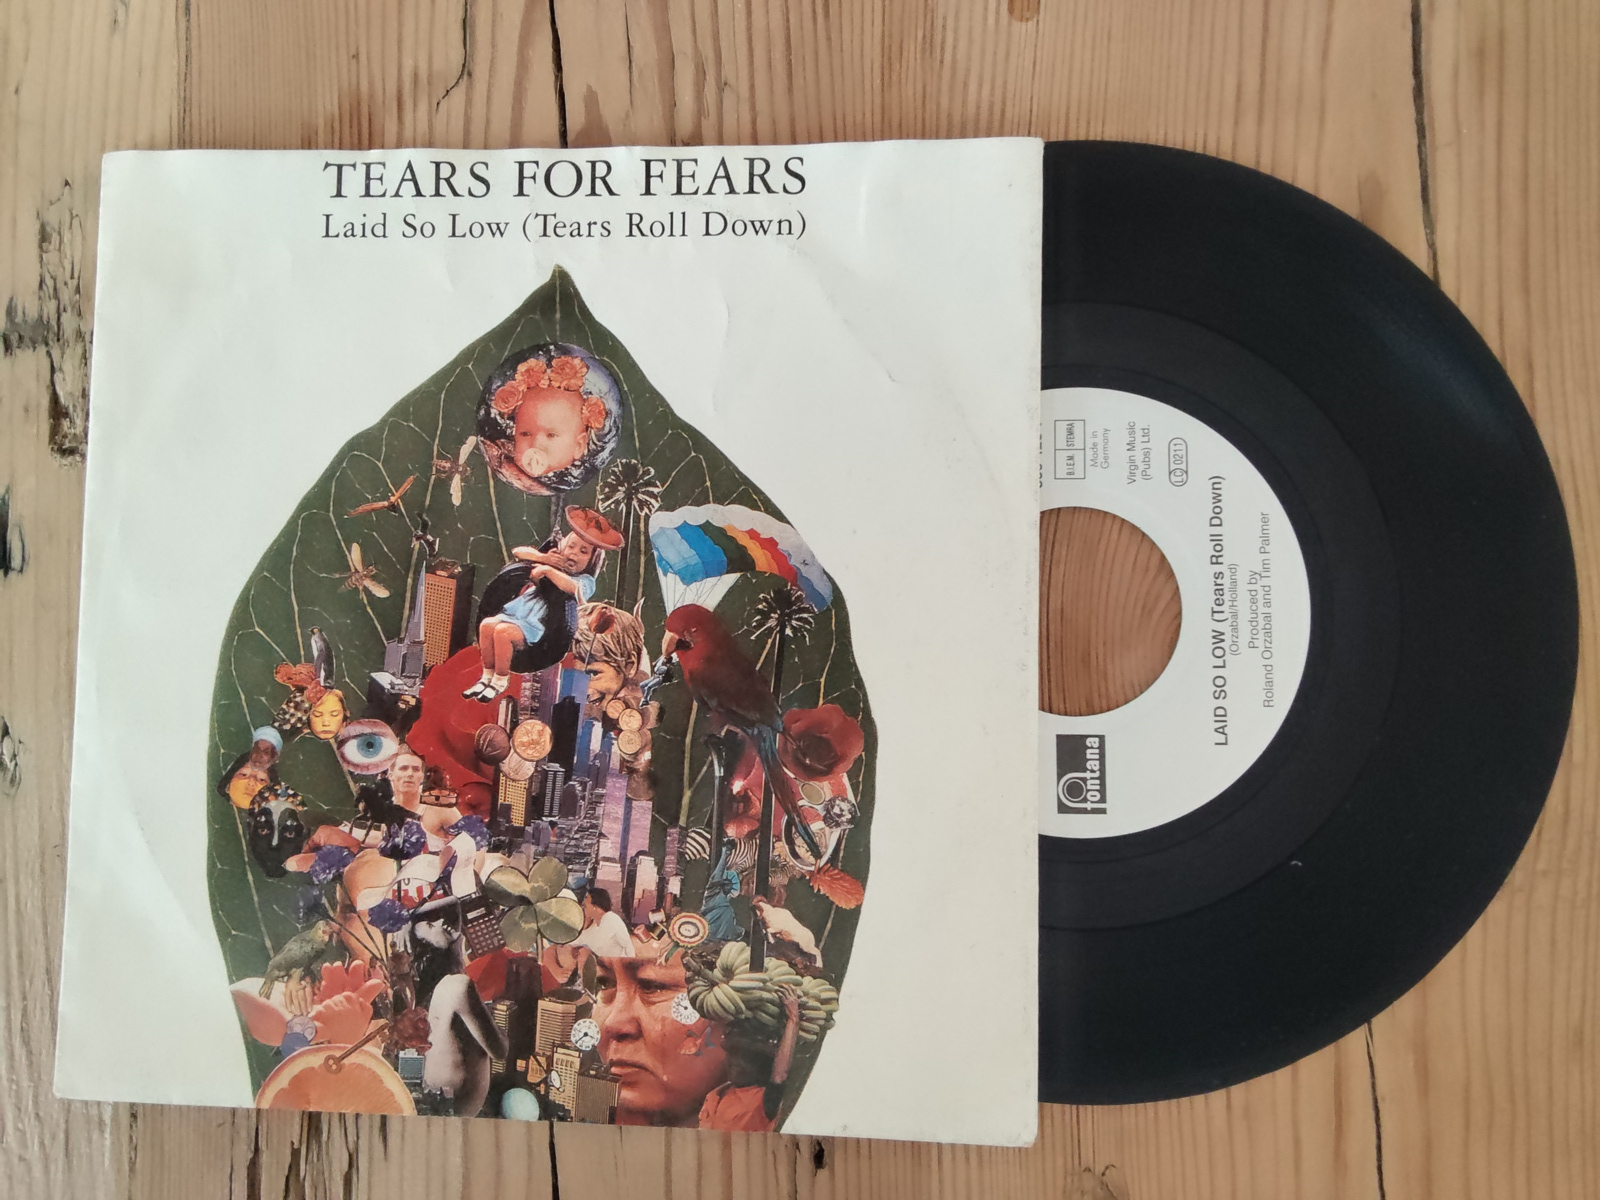 TEARS FOR FEARS
Laid So Low (Tears Roll Down)
B.I.E.M.
STEMRA
Made in
Germany
Virgin Music
(Pubs) Ltd.
LC 0211
LAID SO LOW (Tears Roll Down)
(Orzabal/Holland)
Produced by
Roland Orzabal and Tim Palmer
fontana